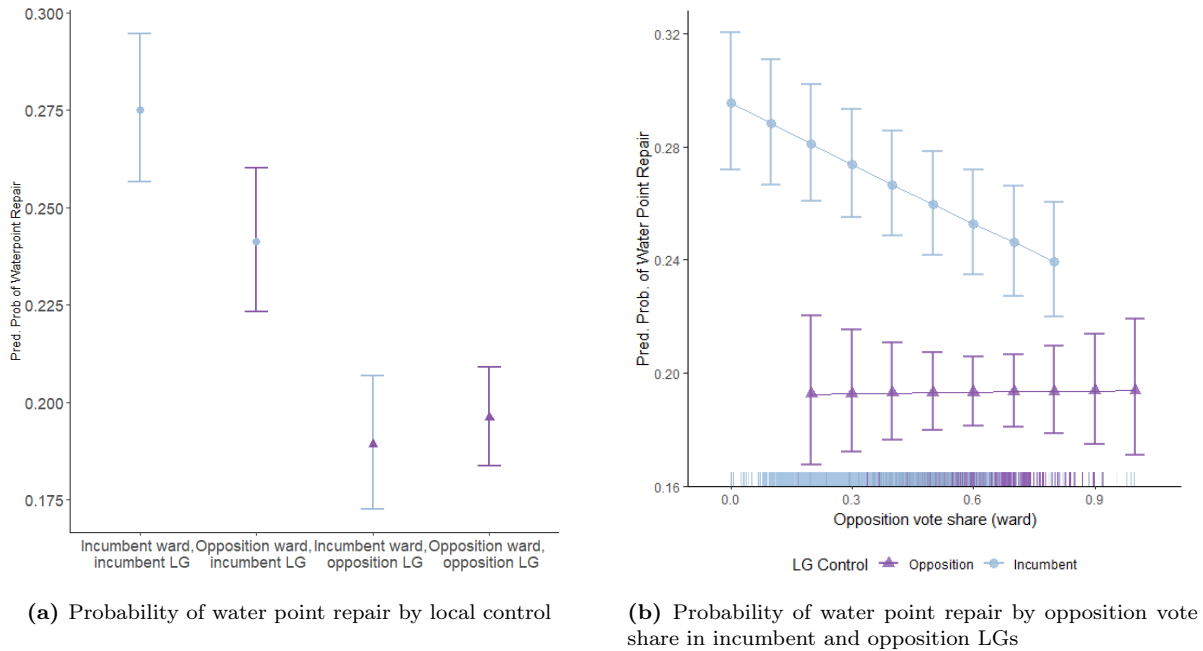 0.300
0.275
0.250
0.225
0.200
0.175
Pred. Prob of Waterpoint Repair
Incumbent ward, Opposition ward, Incumbent ward, Opposition ward,
incumbent LG incumbent LG opposition LG opposition LG
(a) Probability of water point repair by local control
0.32
0.28
0.24
0.20
0.16
Pred. Prob. of Water Point Repair
0.0 0.3 0.6 0.9
Opposition vote share (ward)
LG Control Opposition Incumbent
(b) Probability of water point repair by opposition vote
share in incumbent and opposition LGs